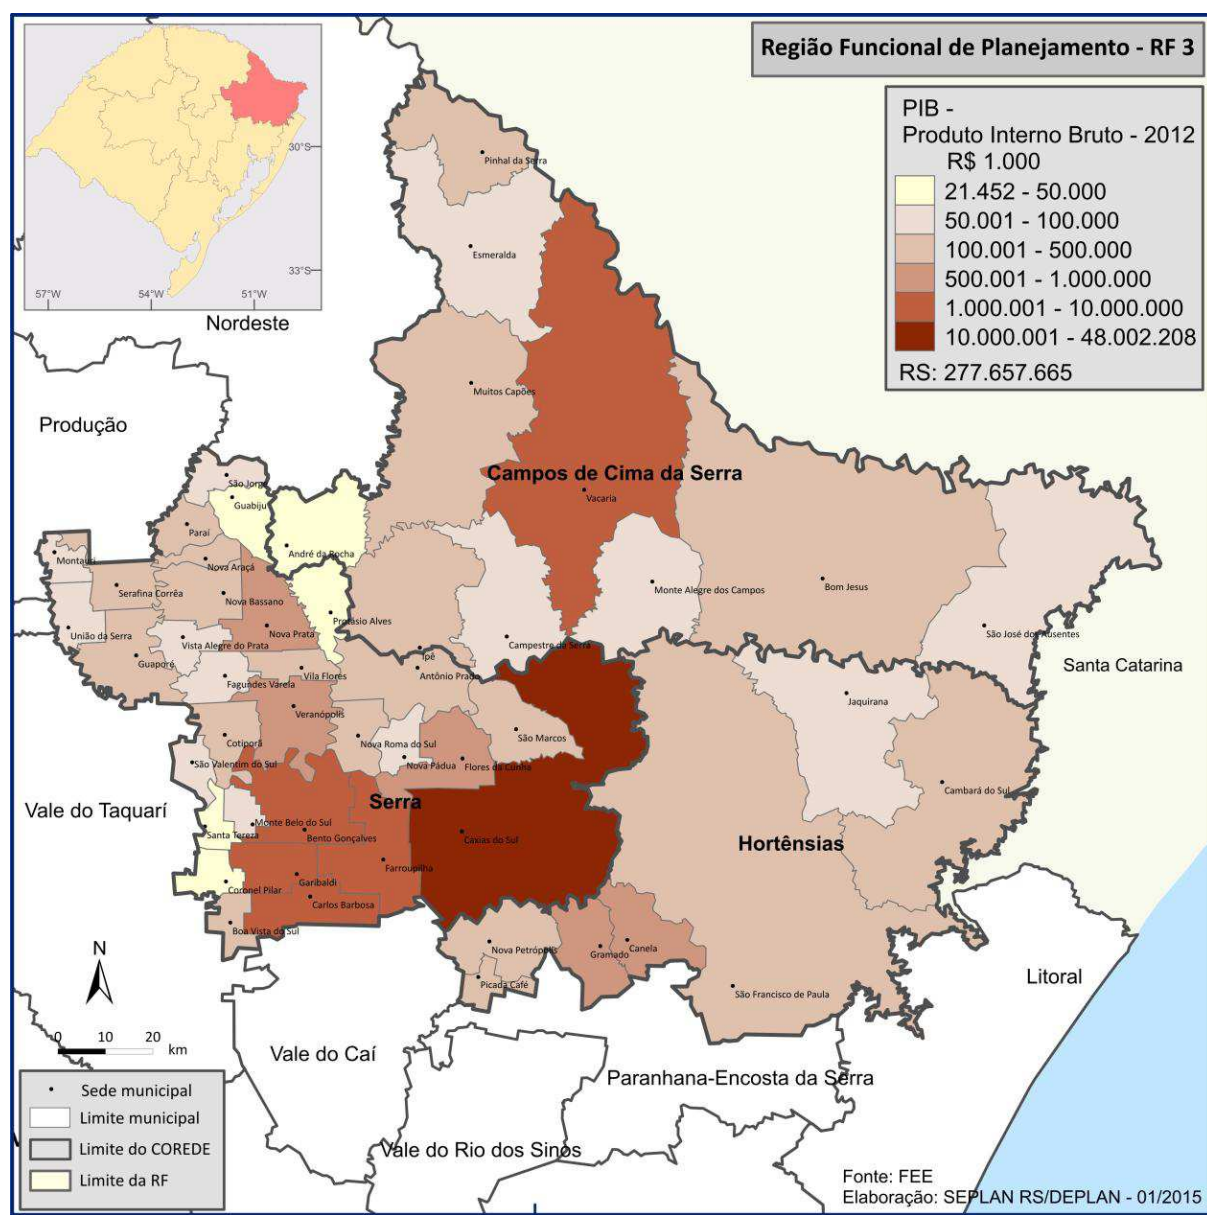 Região Funcional de Planejamento - RF 3
PIB -
Produto Interno Bruto - 2012
R$ 1.000
21.452 - 50.000
50.001 - 100.000
100.001 - 500.000
500.001 - 1.000.000
1.000.001 - 10.000.000
10.000.001 - 48.002.208
RS: 277.657.665
30°S
33°S
57°W
54°W
51°W
Nordeste
Pinhal da Serra
Esmeralda
Muitos Capões
Produção
Campos de Cima da Serra
Vacaria
São Jorge
Guabiju
Paraí
André da Rocha
Montauri
Nova Araçá
Serafina Corrêa
Nova Bassano
Monte Alegre dos Campos
Bom Jesus
Protásio Alves
União da Serra
Nova Prata
São José dos Ausentes
Vista Alegre do Prata
Campestre da Serra
Guaporé
Ipê
Santa Catarina
Fagundes Varela
Vila Flores
Antônio Prado
Jaquirana
Veranópolis
Cotiporã
Nova Roma do Sul
São Marcos
São Valentim do Sul
Nova Pádua
Flores da Cunha
Cambará do Sul
Vale do Taquarí
Serra
Santa Tereza
Monte Belo do Sul
Bento Gonçalves
Caxias do Sul
Hortênsias
Farroupilha
Coronel Pilar
Garibaldi
Carlos Barbosa
Boa Vista do Sul
Nova Petrópolis
Gramado
Canela
Picada Café
São Francisco de Paula
Litoral
N
0 10 20
km
Vale do Caí
Paranhana-Encosta da Serra
Vale do Rio dos Sinos
Sede municipal
Limite municipal
Limite do COREDE
Limite da RF
Fonte: FEE
Elaboração: SEPLAN RS/DEPLAN - 01/2015